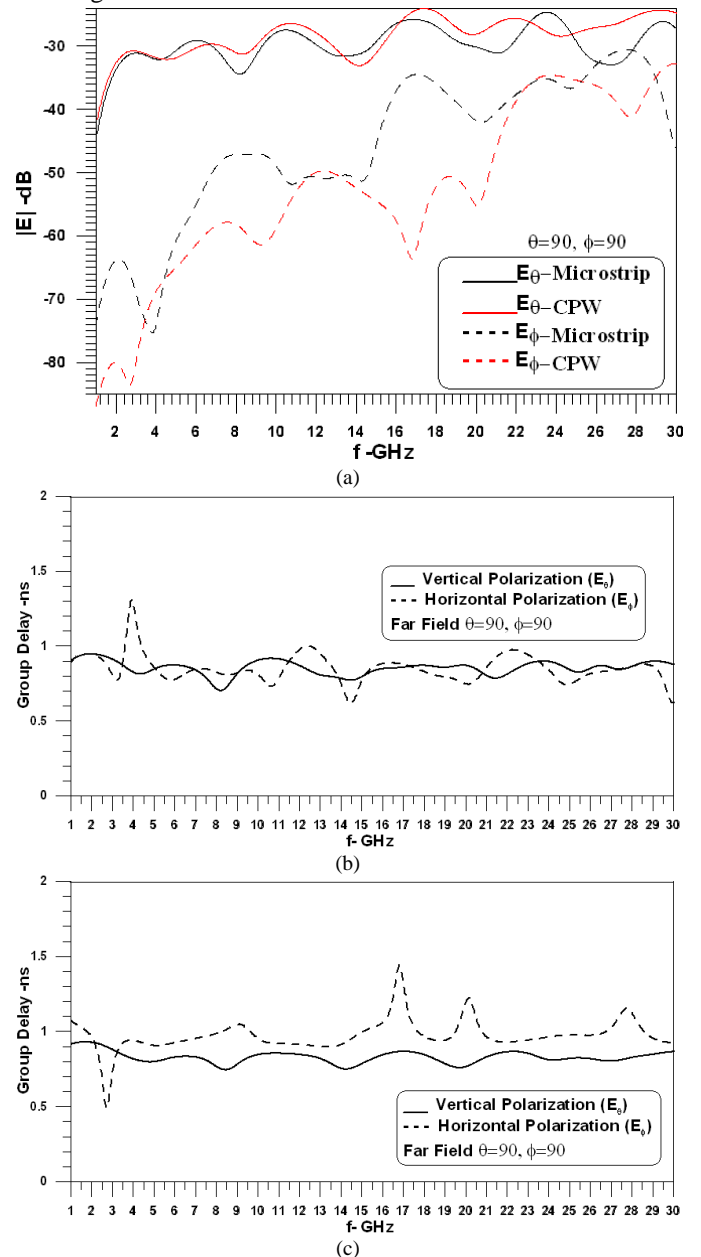 -30
-40
-50
-60
-70
-80
|E| -dB
θ=90, ϕ=90
Eθ−Microstrip
Eθ−CPW
Eϕ−Microstrip
Eϕ−CPW
2 4 6 8 10 12 14 16 18 20 22 24 26 28 30
f -GHz
(a)
2
1.5
1
0.5
0
Group Delay -ns
Vertical Polarization (Eθ)
Horizontal Polarization (Eϕ)
Far Field θ=90, ϕ=90
1 2 3 4 5 6 7 8 9 10 11 12 13 14 15 16 17 18 19 20 21 22 23 24 25 26 27 28 29 30
f- GHz
(b)
2
1.5
1
0.5
0
Group Delay -ns
Vertical Polarization (Eθ)
Horizontal Polarization (Eϕ)
Far Field θ=90, ϕ=90
1 2 3 4 5 6 7 8 9 10 11 12 13 14 15 16 17 18 19 20 21 22 23 24 25 26 27 28 29 30
f- GHz
(c)